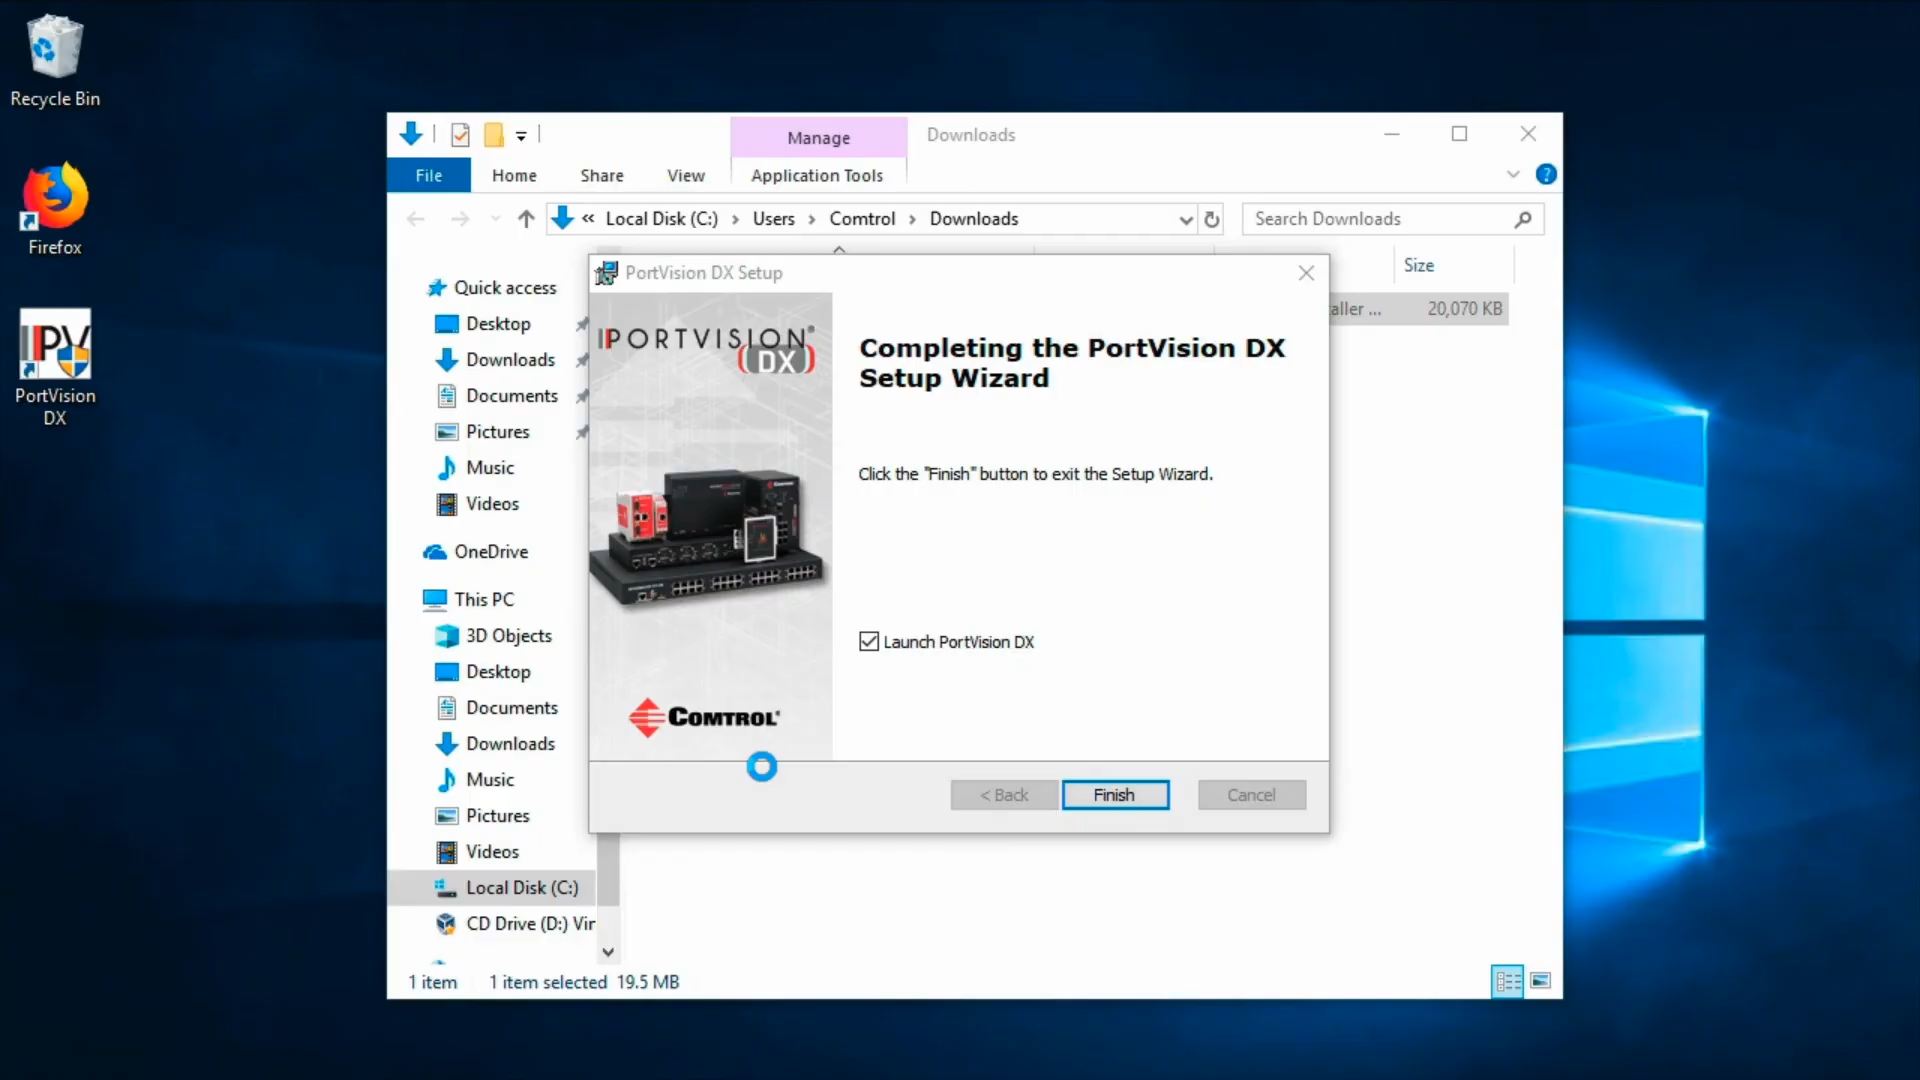 Recycle Bin
Firefox
PortVision
DX
Manage
Downloads
File
Home
Share
View
Application Tools
« Local Disk (C:) › Users › Comtrol › Downloads
Search Downloads
Size
aller ...
20,070 KB
Quick access
Desktop
Downloads
Documents
Pictures
Music
Videos
OneDrive
This PC
3D Objects
Desktop
Documents
Downloads
Music
Pictures
Videos
Local Disk (C:)
CD Drive (D:) Vir
1 item
1 item selected 19.5 MB
PortVision DX Setup
PORTVISION®
DX
COMTROL®
Completing the PortVision DX
Setup Wizard
Click the "Finish" button to exit the Setup Wizard.
Launch PortVision DX
< Back
Finish
Cancel